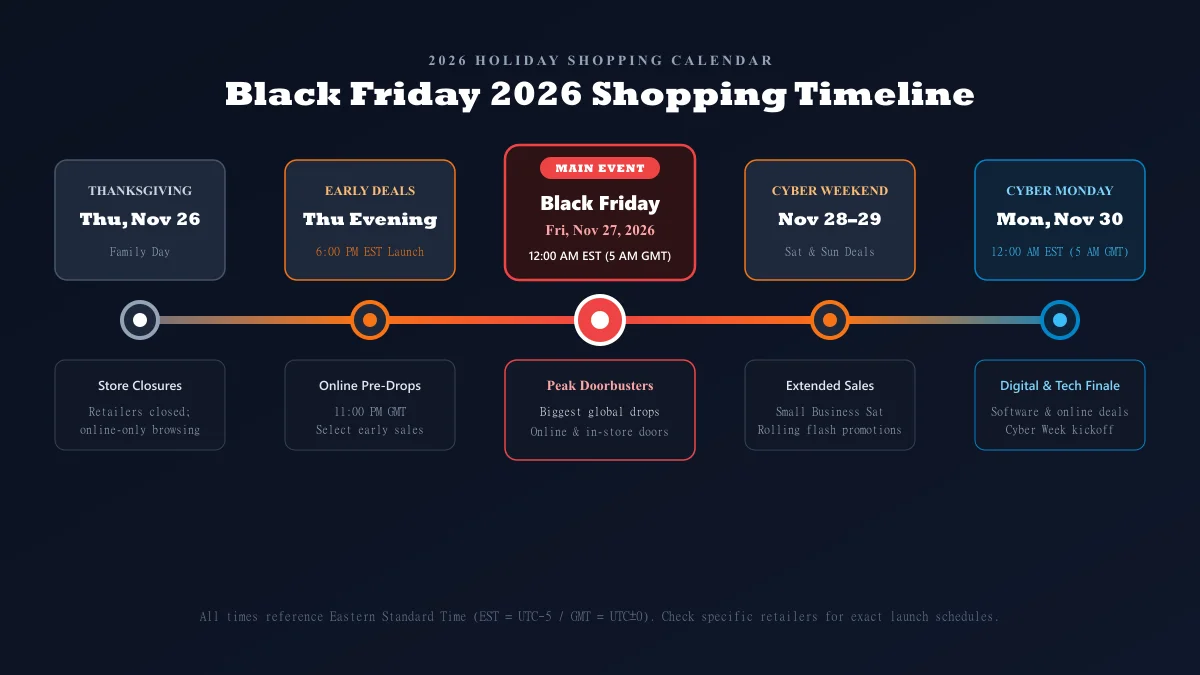 2026 HOLIDAY SHOPPING CALENDAR
Black Friday 2026 Shopping Timeline
THANKSGIVING
Thu, Nov 26
Family Day
EARLY DEALS
Thu Evening
6:00 PM EST Launch
MAIN EVENT
Black Friday
Fri, Nov 27, 2026
12:00 AM EST (5 AM GMT)
CYBER WEEKEND
Nov 28–29
Sat & Sun Deals
CYBER MONDAY
Mon, Nov 30
12:00 AM EST (5 AM GMT)
Store Closures
Retailers closed;
online-only browsing
Online Pre-Drops
11:00 PM GMT
Select early sales
Peak Doorbusters
Biggest global drops
Online & in-store doors
Extended Sales
Small Business Sat
Rolling flash promotions
Digital & Tech Finale
Software & online deals
Cyber Week kickoff
All times reference Eastern Standard Time (EST = UTC-5 / GMT = UTC±0). Check specific retailers for exact launch schedules.